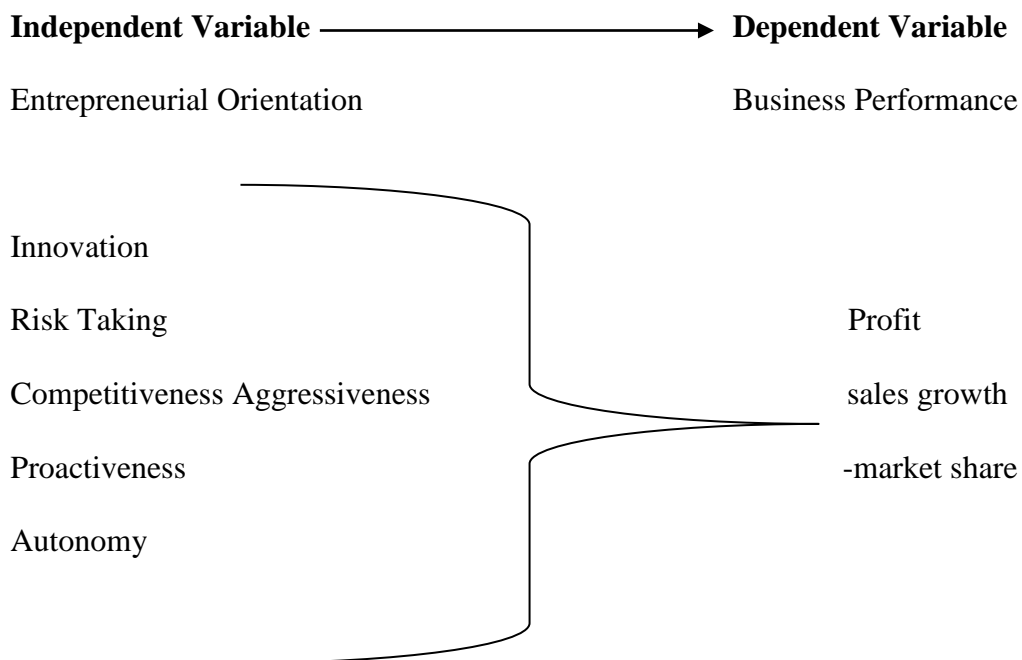 Independent Variable Dependent Variable
Entrepreneurial Orientation Business Performance
Innovation
Risk Taking Profit
Competitiveness Aggressiveness sales growth
Proactiveness -market share
Autonomy